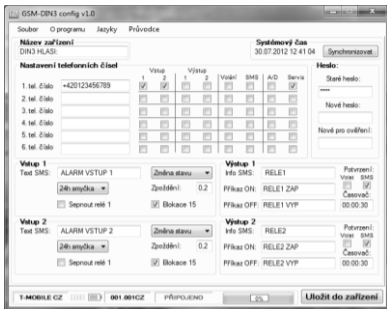 GSM-DIN3 config v1.0
Soubor O programu Jazyky Průvodce
Název zařízení Systémový čas
DIN3 HLASI: 30.07.2012 12 41 04 Synchronizovat
Nastavení telefonních čísel Vstup Výstup Heslo:
1 2 1 2 Volání SMS A/D Servis Staré heslo:
1. tel. číslo +420123456789 ****
2. tel. číslo Nové heslo:
3. tel. číslo
4. tel. číslo Nové pro ověření:
5. tel. číslo
6. tel. číslo
Vstup 1 Výstup 1
Text SMS: ALARM VSTUP 1 Změna stavu Info SMS: RELE1 Potvrzení:
Volas SMS
24h smyčka Zpoždění: 0.2 Příkaz ON: RELE1 ZAP
Časovač:
Sepnout relé 1 Blokace 15 Příkaz OFF: RELE1 VYP 00:00:30
Vstup 2 Výstup 2
Text SMS: ALARM VSTUP 2 Změna stavu Info SMS: RELE2 Potvrzení:
Volas SMS
24h smyčka Zpoždění: 0.2 Příkaz ON: RELE2 ZAP
Časovač:
Sepnout relé 1 Blokace 15 Příkaz OFF: RELE2 VYP 00:00:30
T-MOBILE CZ 001.001CZ PŘIPOJENO 0% Uložit do zařízení